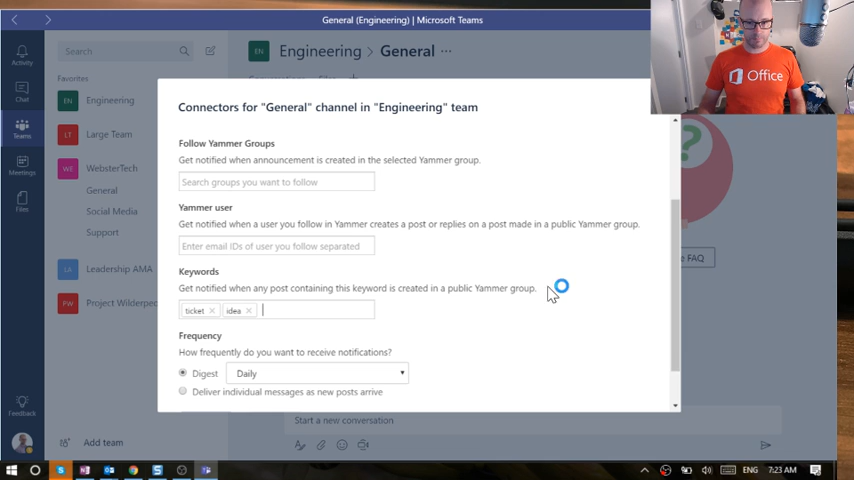 General (Engineering) | Microsoft Teams
Search
EN Engineering > General ...
Activity
Favorites
Chat
EN Engineering
Teams
LT Large Team
WE WebsterTech
General
Meetings
Social Media
Files
Support
LA Leadership AMA
PW Project Wilderpe
Feedback
Add team
Office
Connectors for "General" channel in "Engineering" team
Follow Yammer Groups
Get notified when announcement is created in the selected Yammer group.
Search groups you want to follow
Yammer user
Get notified when a user you follow in Yammer creates a post or replies on a post made in a public Yammer group.
Enter email IDs of user you follow separated
Keywords
Get notified when any post containing this keyword is created in a public Yammer group.
ticket × idea ×
Frequency
How frequently do you want to receive notifications?
Digest Daily
Deliver individual messages as new posts arrive
e FAQ
Start a new conversation
ENG 7:23 AM